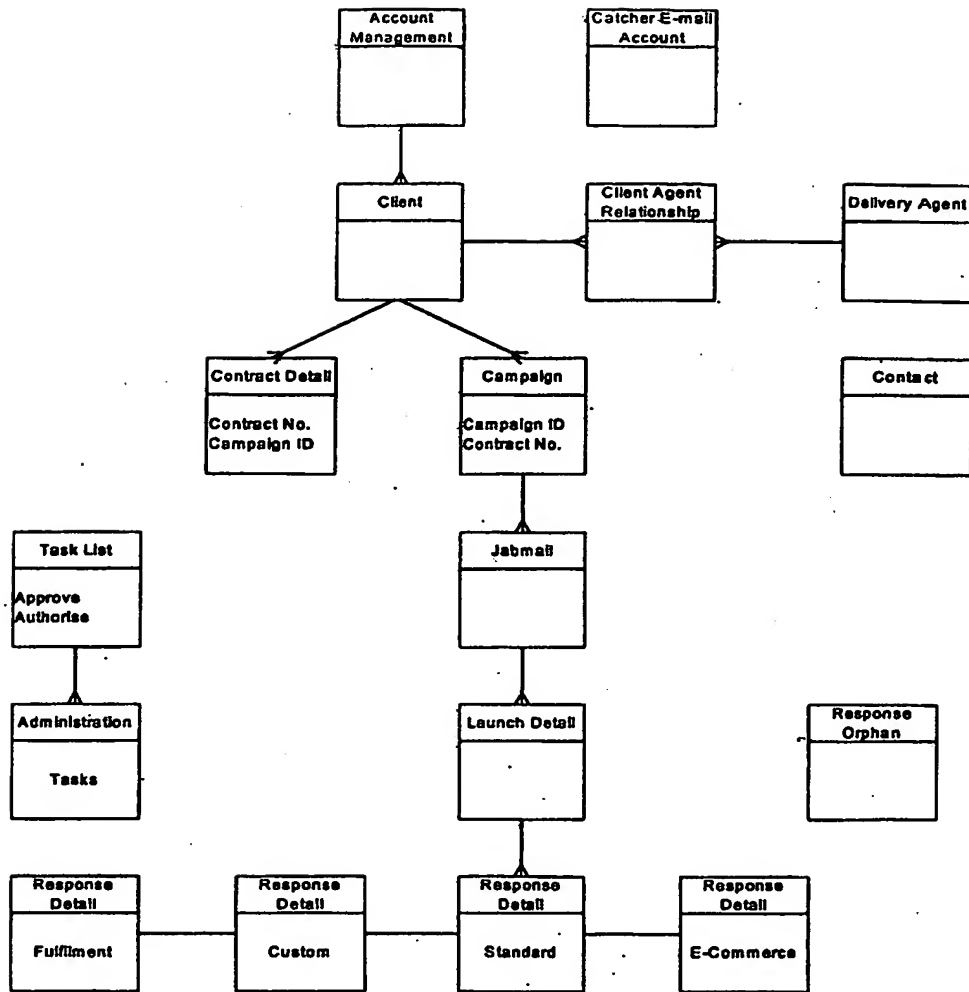 Account
Management
Catcher E-mail
Account
Client
Client Agent
Relationship
Delivery Agent
Contract Detail
Contract No.
Campaign ID
Campaign
Campaign ID
Contract No.
Contact
Task List
Approve
Authorise
Jabmail
Administration
Tasks
Launch Detail
Response
Orphan
Response
Detail
Fulfilment
Response
Detail
Custom
Response
Detail
Standard
Response
Detail
E-Commerce